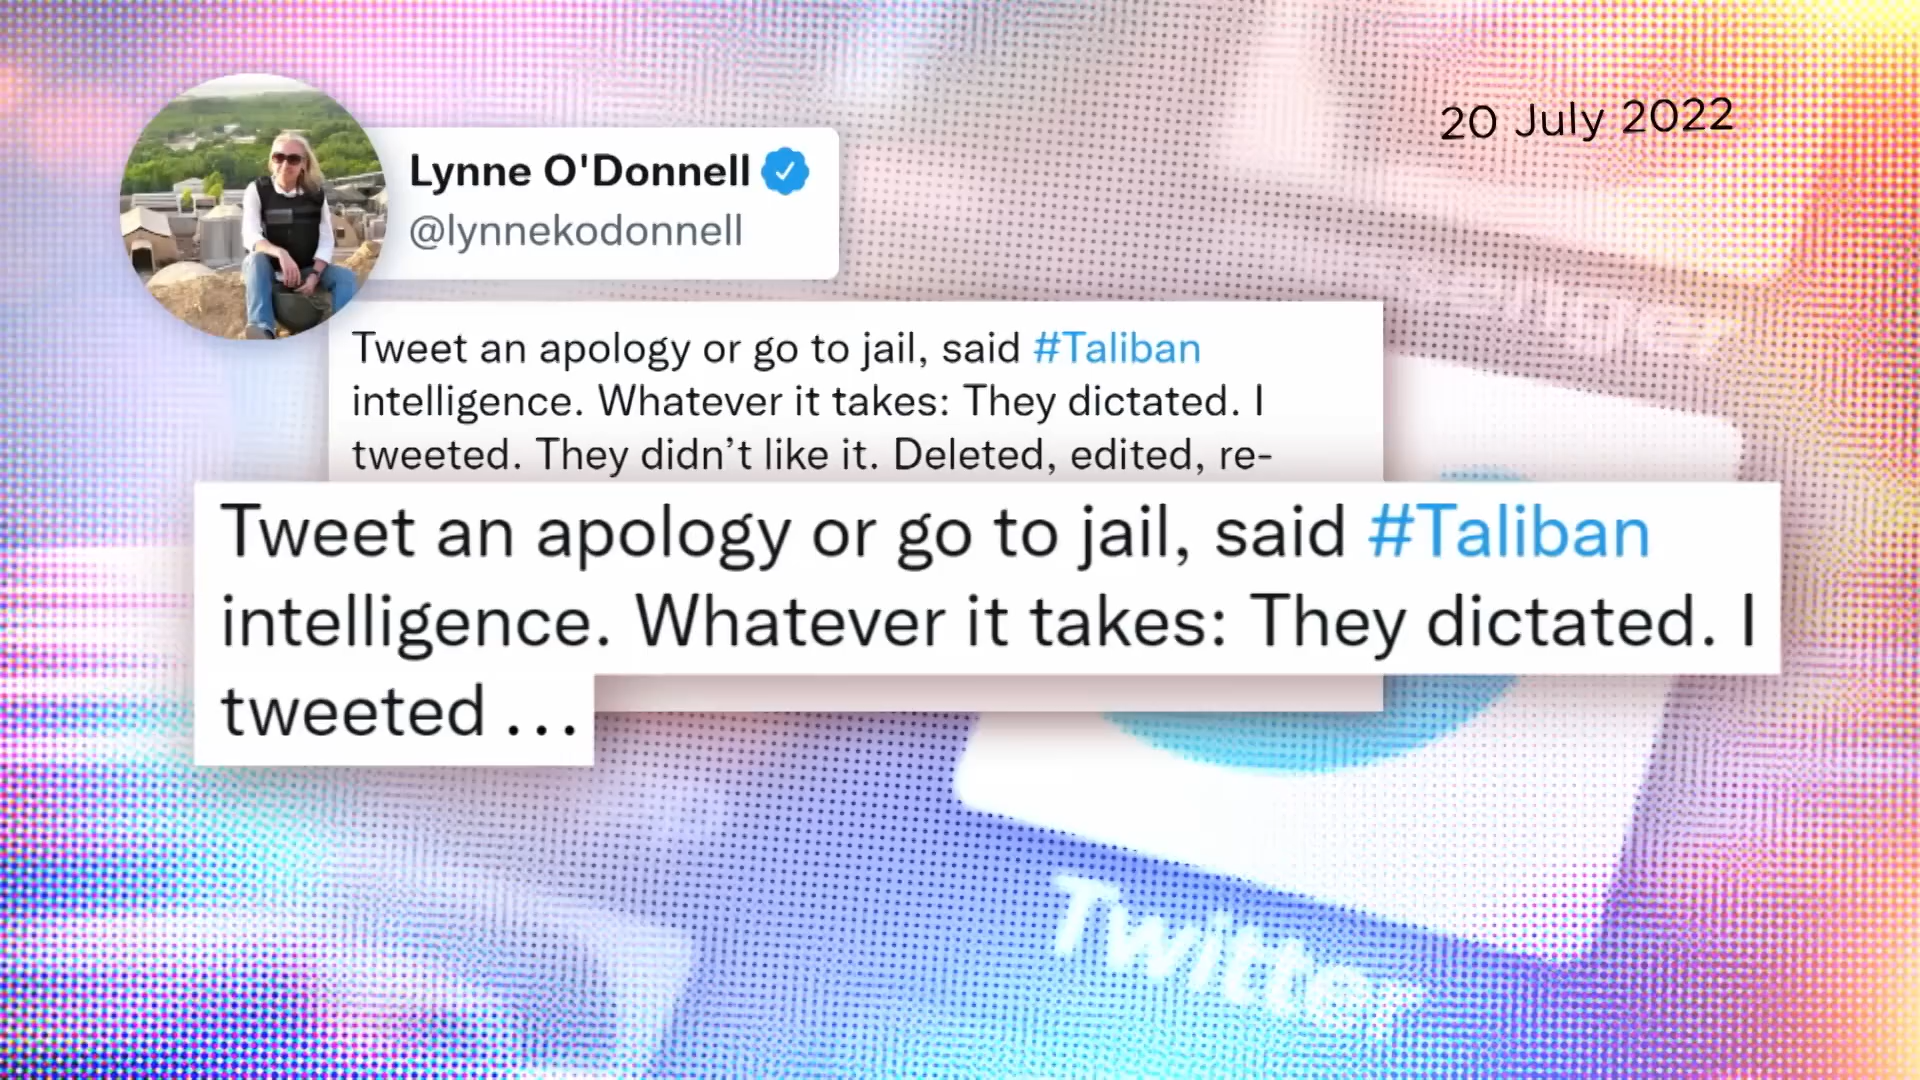 20 July 2022
Lynne O'Donnell
@lynnekodonnell
Tweet an apology or go to jail, said #Taliban
intelligence. Whatever it takes: They dictated. I
tweeted. They didn’t like it. Deleted, edited, re-
Tweet an apology or go to jail, said #Taliban
intelligence. Whatever it takes: They dictated. I
tweeted ...
Twitter